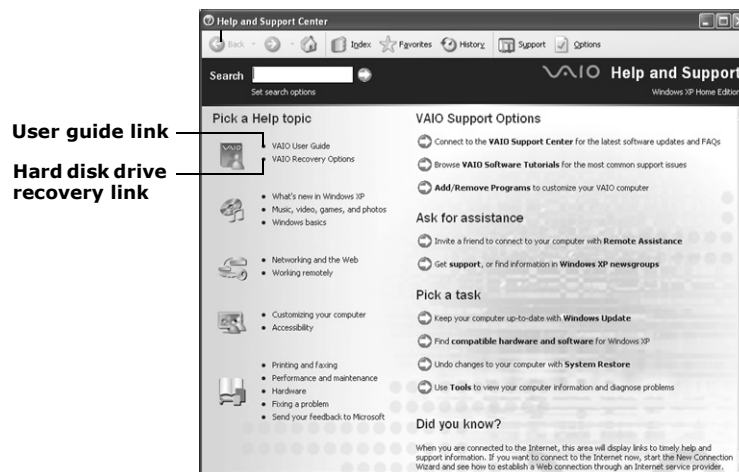 Help and Support Center
Back
Index
Favorites
History
Support
Options
Search
Set search options
VAIO Help and Support
Windows XP Home Edition
User guide link
Hard disk drive
recovery link
Pick a Help topic
VAIO
• VAIO User Guide
• VAIO Recovery Options
• What's new in Windows XP
• Music, video, games, and photos
• Windows basics
• Networking and the Web
• Working remotely
• Customizing your computer
• Accessibility
• Printing and faxing
• Performance and maintenance
• Hardware
• Fixing a problem
• Send your feedback to Microsoft
VAIO Support Options
Connect to the VAIO Support Center for the latest software updates and FAQs
Browse VAIO Software Tutorials for the most common support issues
Add/Remove Programs to customize your VAIO computer
Ask for assistance
Invite a friend to connect to your computer with Remote Assistance
Get support, or find information in Windows XP newsgroups
Pick a task
Keep your computer up-to-date with Windows Update
Find compatible hardware and software for Windows XP
Undo changes to your computer with System Restore
Use Tools to view your computer information and diagnose problems
Did you know?
When you are connected to the Internet, this area will display links to timely help and
support information. If you want to connect to the Internet now, start the New Connection
Wizard and see how to establish a Web connection through an Internet service provider.